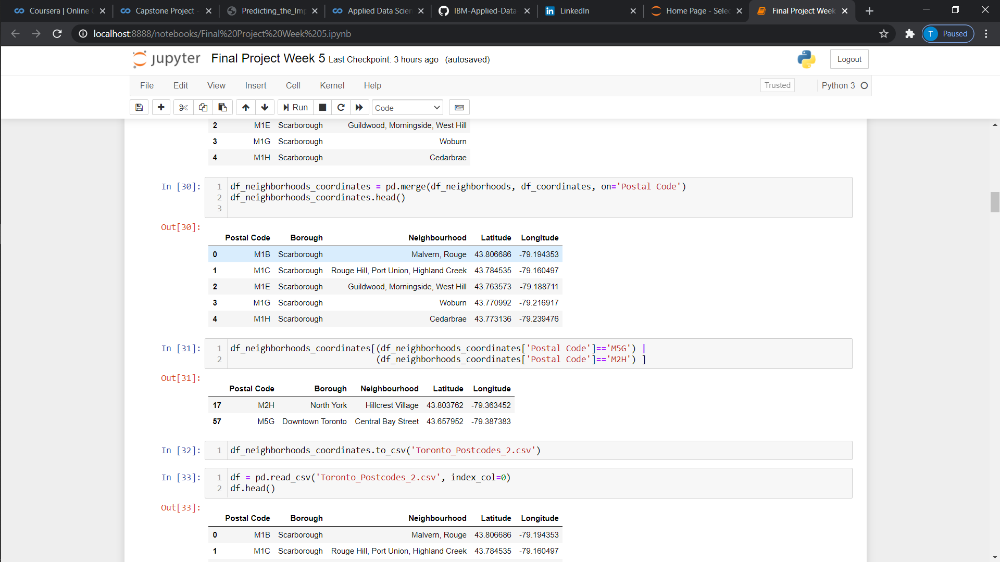 Coursera | Online
Capstone Project -
Predicting_the_Imp
Applied Data Scien
IBM-Applied-Data-
LinkedIn
Home Page - Selec
Final Project Week
localhost:8888/notebooks/Final%20Project%20Week%205.ipynb
T Paused
jupyter Final Project Week 5 Last Checkpoint: 3 hours ago (autosaved)
Logout
File Edit View Insert Cell Kernel Help
Trusted
Python 3
Run
Code
2 M1E Scarborough Guildwood, Morningside, West Hill
3 M1G Scarborough Woburn
4 M1H Scarborough Cedarbrae
In [30]: 1 df_neighborhoods_coordinates = pd.merge(df_neighborhoods, df_coordinates, on='Postal Code')
2 df_neighborhoods_coordinates.head()
3
Out[30]:
Postal Code Borough Neighbourhood Latitude Longitude
0 M1B Scarborough Malvern, Rouge 43.806686 -79.194353
1 M1C Scarborough Rouge Hill, Port Union, Highland Creek 43.784535 -79.160497
2 M1E Scarborough Guildwood, Morningside, West Hill 43.763573 -79.188711
3 M1G Scarborough Woburn 43.770992 -79.216917
4 M1H Scarborough Cedarbrae 43.773136 -79.239476
In [31]: 1 df_neighborhoods_coordinates[(df_neighborhoods_coordinates['Postal Code']=='M5G') |
2 (df_neighborhoods_coordinates['Postal Code']=='M2H') ]
Out[31]:
Postal Code Borough Neighbourhood Latitude Longitude
17 M2H North York Hillcrest Village 43.803762 -79.363452
57 M5G Downtown Toronto Central Bay Street 43.657952 -79.387383
In [32]: 1 df_neighborhoods_coordinates.to_csv('Toronto_Postcodes_2.csv')
In [33]: 1 df = pd.read_csv('Toronto_Postcodes_2.csv', index_col=0)
2 df.head()
Out[33]:
Postal Code Borough Neighbourhood Latitude Longitude
0 M1B Scarborough Malvern, Rouge 43.806686 -79.194353
1 M1C Scarborough Rouge Hill, Port Union, Highland Creek 43.784535 -79.160497